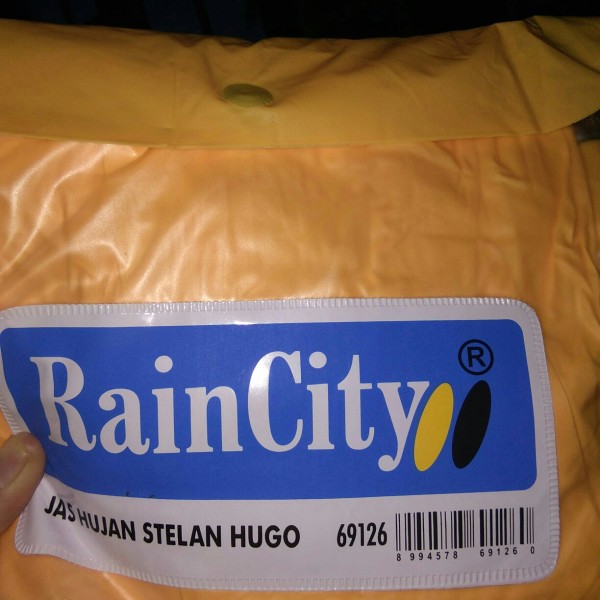 RainCity®
JAS HUJAN STELAN HUGO 69126
8 994578 69126 0